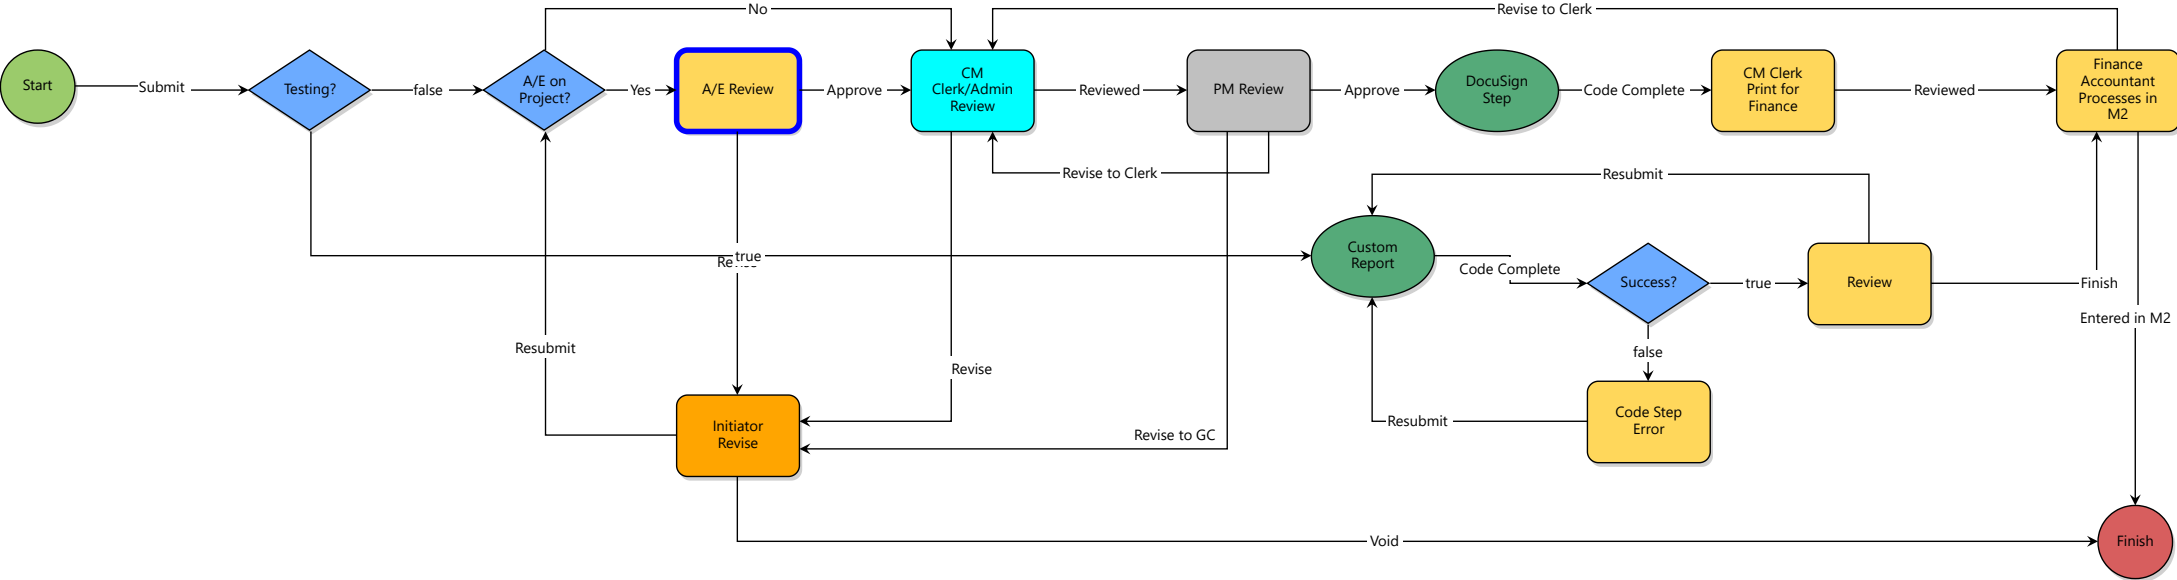 No
Revise to Clerk
Start
Submit
Testing?
false
A/E on
Project?
Yes
A/E Review
Approve
CM
Clerk/Admin
Review
Reviewed
PM Review
Approve
DocuSign
Step
Code Complete
CM Clerk
Print for
Finance
Reviewed
Finance
Accountant
Processes in
M2
Revise to Clerk
Resubmit
true
Custom
Report
Code Complete
Success?
true
Review
Finish
Entered in M2
Resubmit
false
Revise
Initiator
Revise
Revise to GC
Resubmit
Code Step
Error
Void
Finish